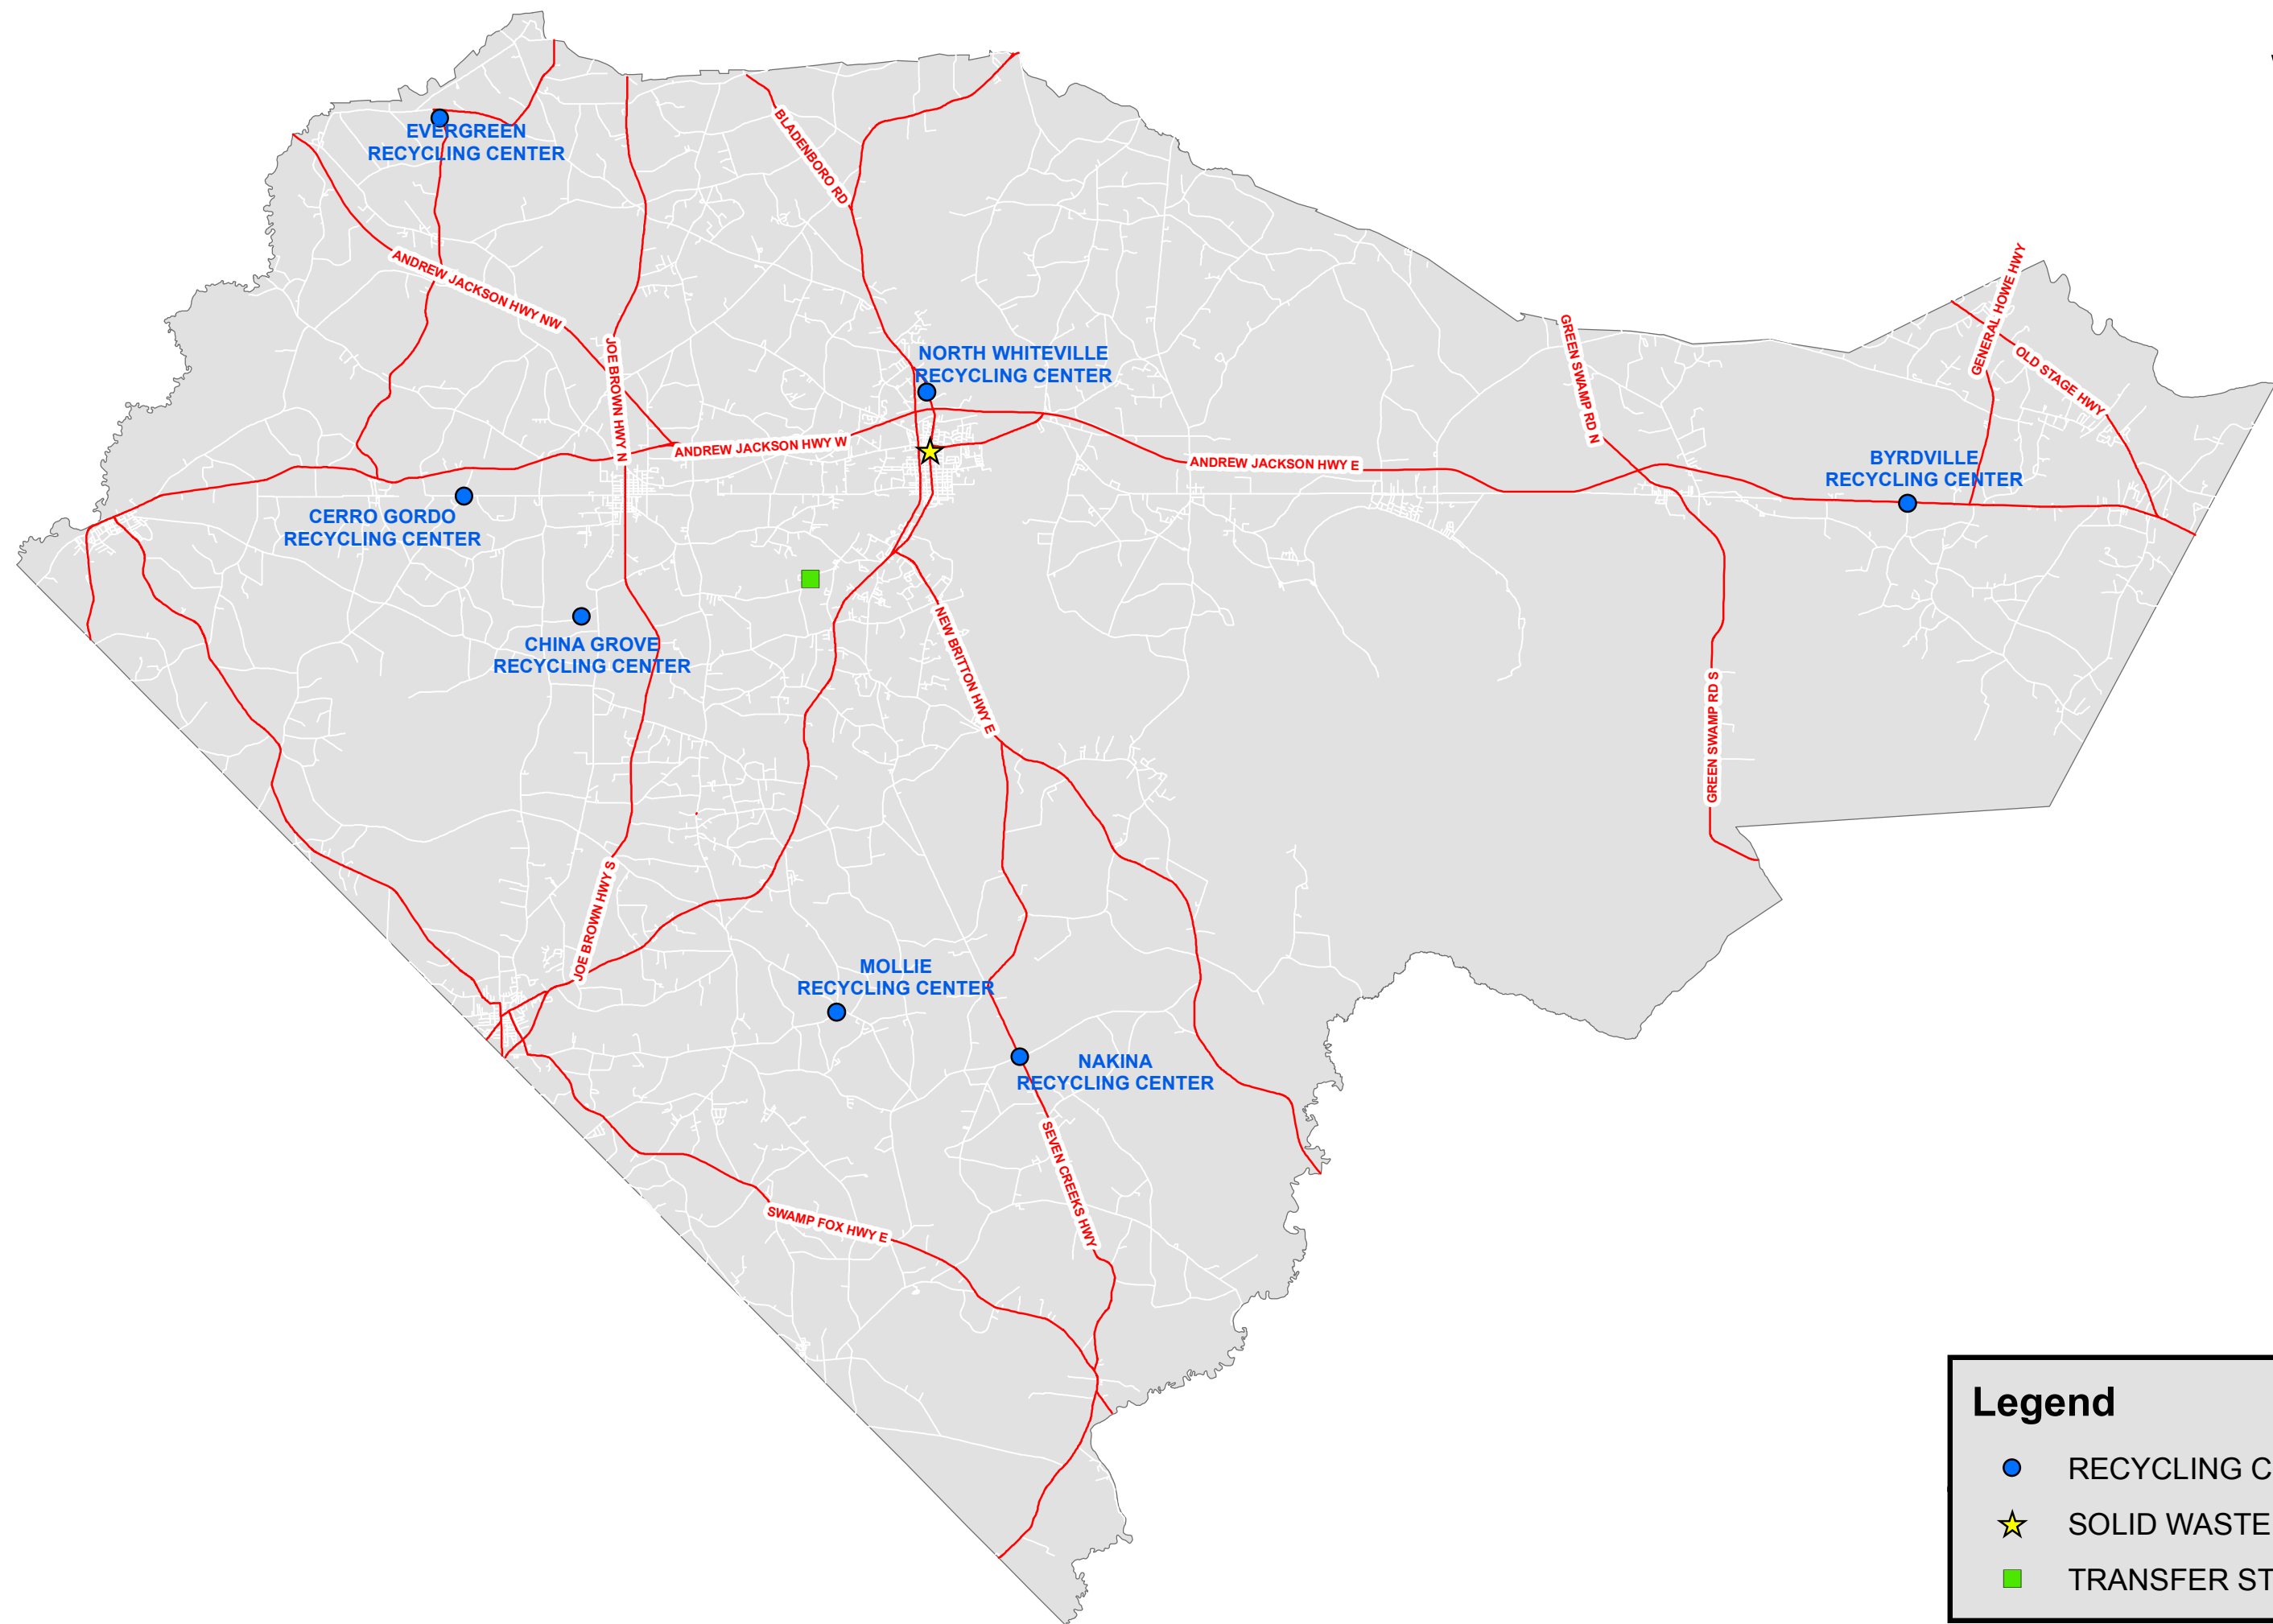 EVERGREEN
RECYCLING CENTER
BLADENBORO RD
ANDREW JACKSON HWY NW
JOE BROWN HWY N
NORTH WHITEVILLE
RECYCLING CENTER
GENERAL HOWE HWY
OLD STAGE HWY
GREEN SWAMP RD N
ANDREW JACKSON HWY W
ANDREW JACKSON HWY E
BYRDVILLE
RECYCLING CENTER
CERRO GORDO
RECYCLING CENTER
CHINA GROVE
RECYCLING CENTER
NEW BRITTON HWY E
GREEN SWAMP RD S
JOE BROWN HWY S
MOLLIE
RECYCLING CENTER
NAKINA
RECYCLING CENTER
SEVEN CREEKS HWY
SWAMP FOX HWY E
Legend
RECYCLING C
SOLID WASTE
TRANSFER ST